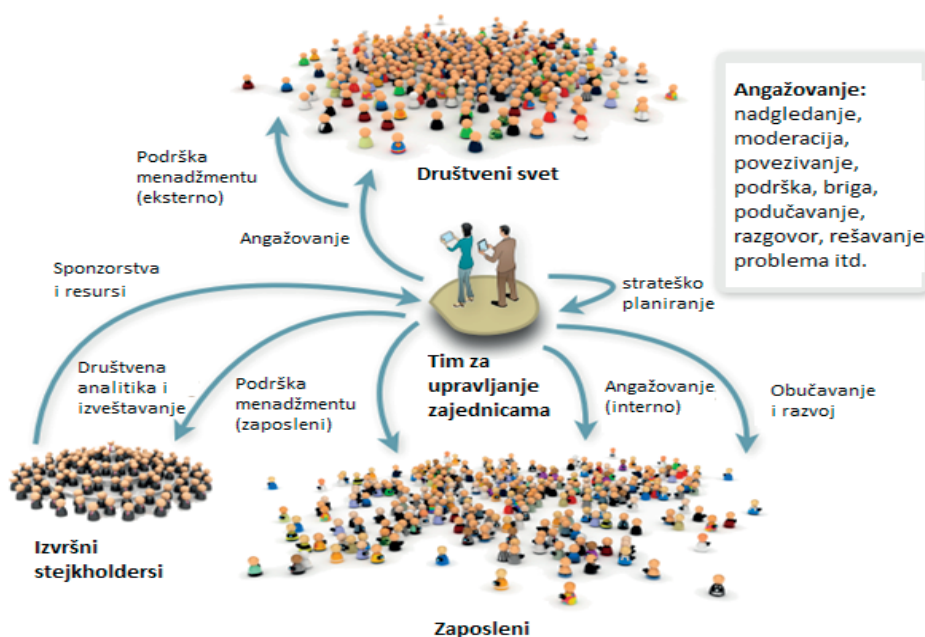 Angažovanje:
nadgledanje,
moderacija,
povezivanje,
podrška, briga,
podučavanje,
razgovor, rešavanje
problema itd.
Podrška
menadžmentu
(eksterno)
Društveni svet
Angažovanje
Sponzorstva
i resursi
strateško
planiranje
Tim za
upravljanje
zajednicama
Društvena
analitika i
izveštavanje
Podrška
menadžmentu
(zaposleni)
Angažovanje
(interno)
Obučavanje
i razvoj
Izvršni
stejkholdersi
Zaposleni